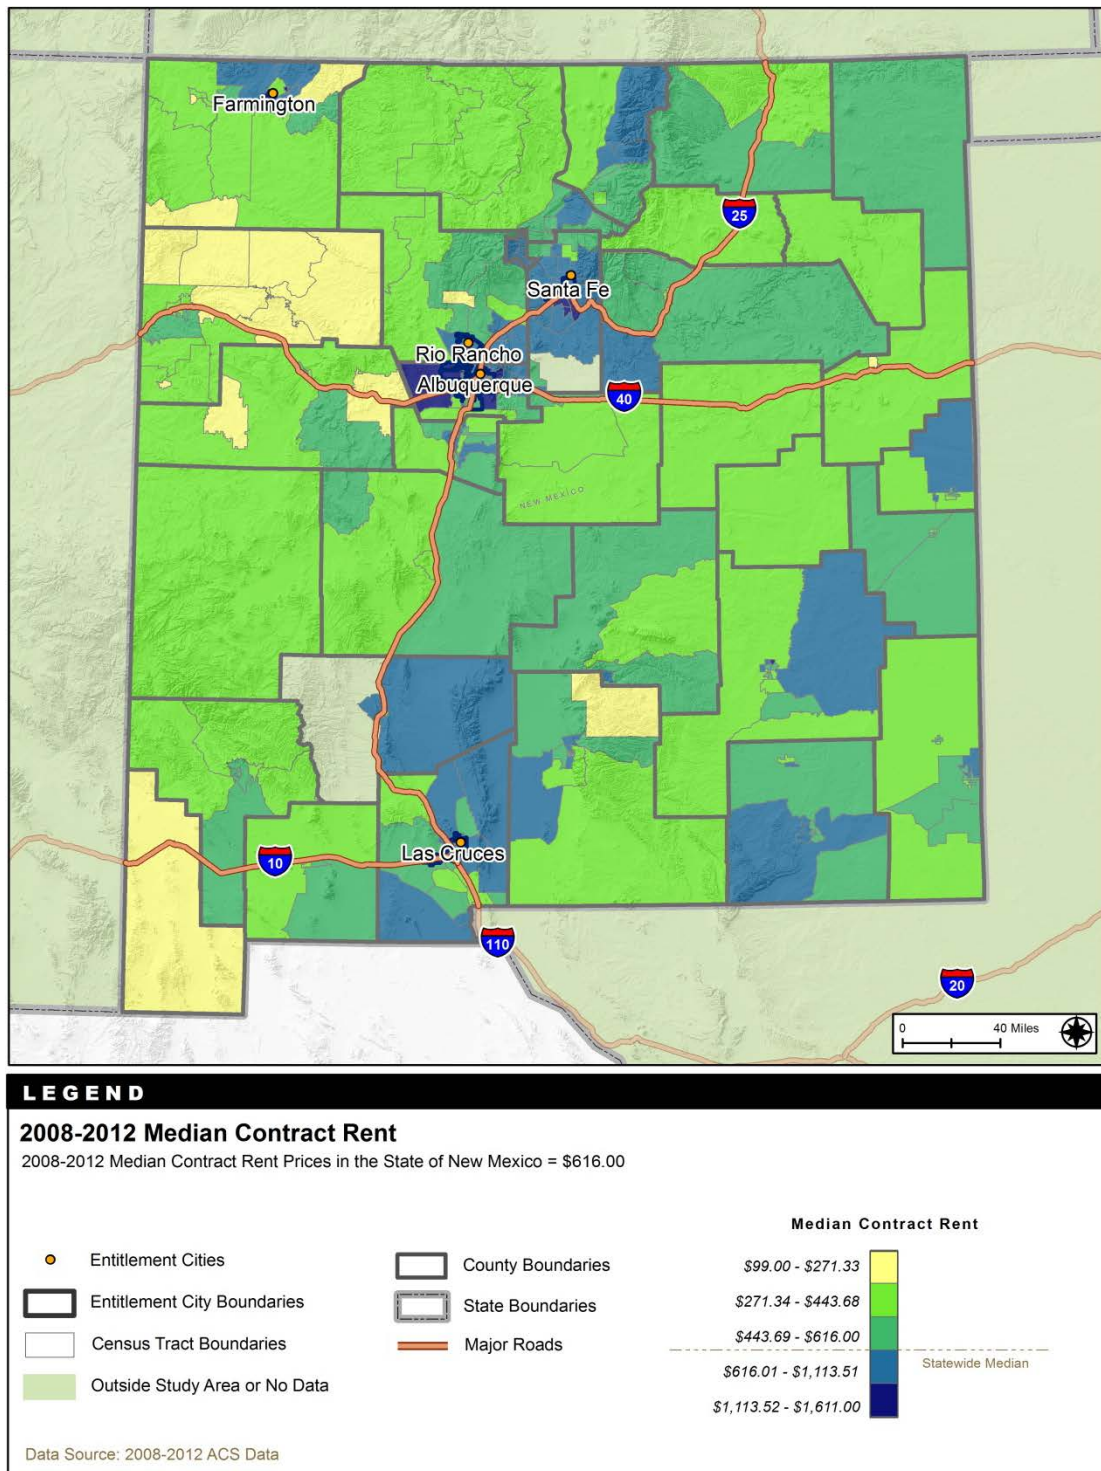 Farmington
25
Santa Fe
Rio Rancho
Albuquerque
40
NEW MEXICO
Las Cruces
10
110
20
0 40 Miles
LEGEND
2008-2012 Median Contract Rent
2008-2012 Median Contract Rent Prices in the State of New Mexico = $616.00
Entitlement Cities
Entitlement City Boundaries
Census Tract Boundaries
Outside Study Area or No Data
County Boundaries
State Boundaries
Major Roads
Median Contract Rent
$99.00 - $271.33
$271.34 - $443.68
$443.69 - $616.00
Statewide Median
$616.01 - $1,113.51
$1,113.52 - $1,611.00
Data Source: 2008-2012 ACS Data